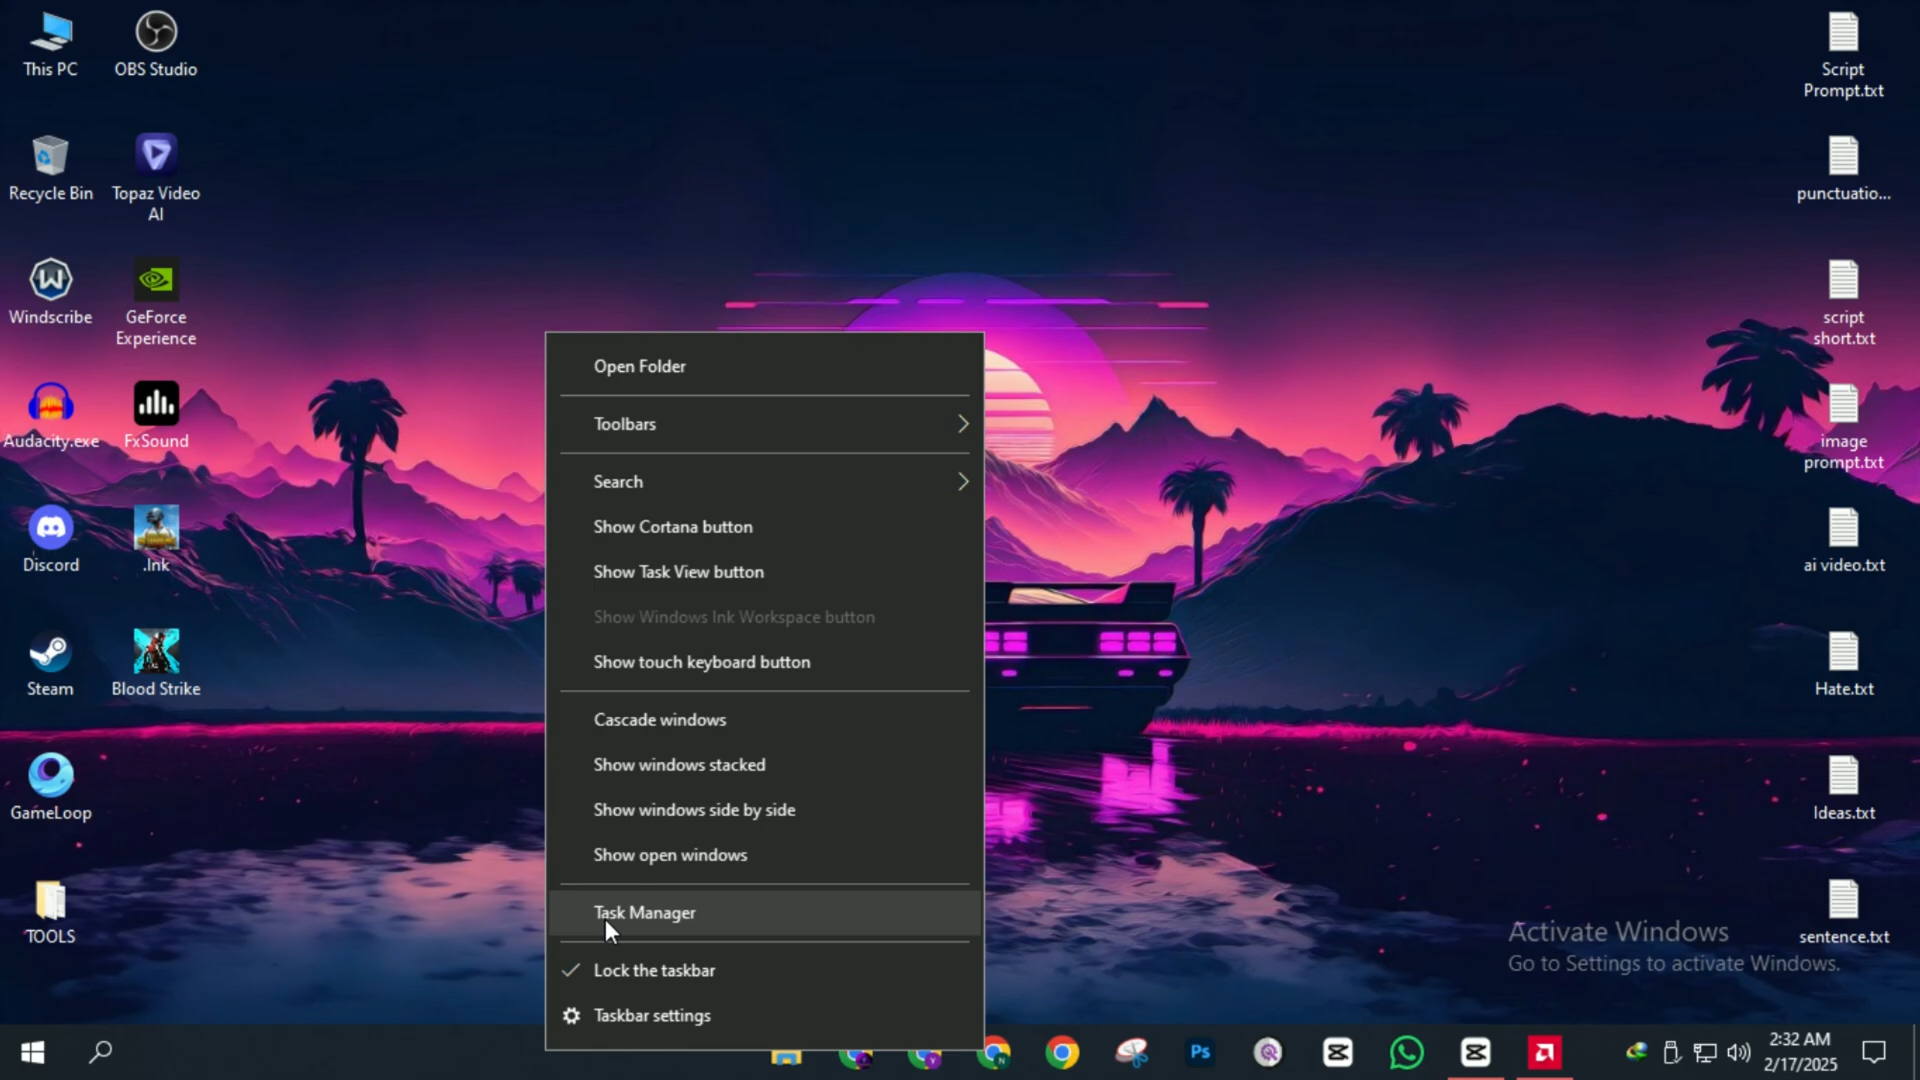 This PC
OBS Studio
Recycle Bin
Topaz Video
AI
Windscribe
GeForce
Experience
Audacity.exe
FxSound
Discord
.Ink
Steam
Blood Strike
GameLoop
TOOLS
Open Folder
Toolbars
Search
Show Cortana button
Show Task View button
Show Windows Ink Workspace button
Show touch keyboard button
Cascade windows
Show windows stacked
Show windows side by side
Show open windows
Task Manager
Lock the taskbar
Taskbar settings
Script
Prompt.txt
punctuatio...
script
short.txt
image
prompt.txt
ai video.txt
Hate.txt
Ideas.txt
sentence.txt
Activate Windows
Go to Settings to activate Windows.
Ps
2:32 AM
2/17/2025